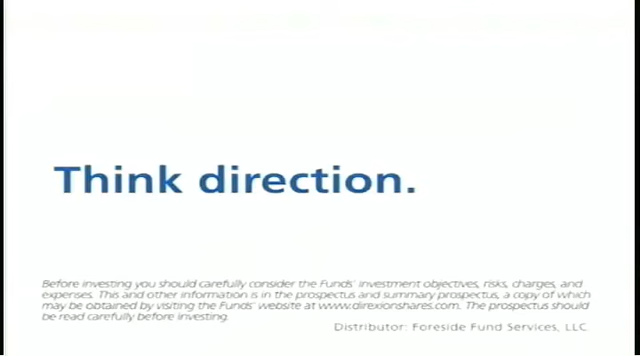 Think direction.
Before investing you should carefully consider the Funds' investment objectives, risks, charges, and
expenses. This and other information is in the prospectus and summary prospectus, a copy of which
may be obtained by visiting the Funds' website at www.direxionshares.com. The prospectus should
be read carefully before investing.
Distributor: Foreside Fund Services, LLC